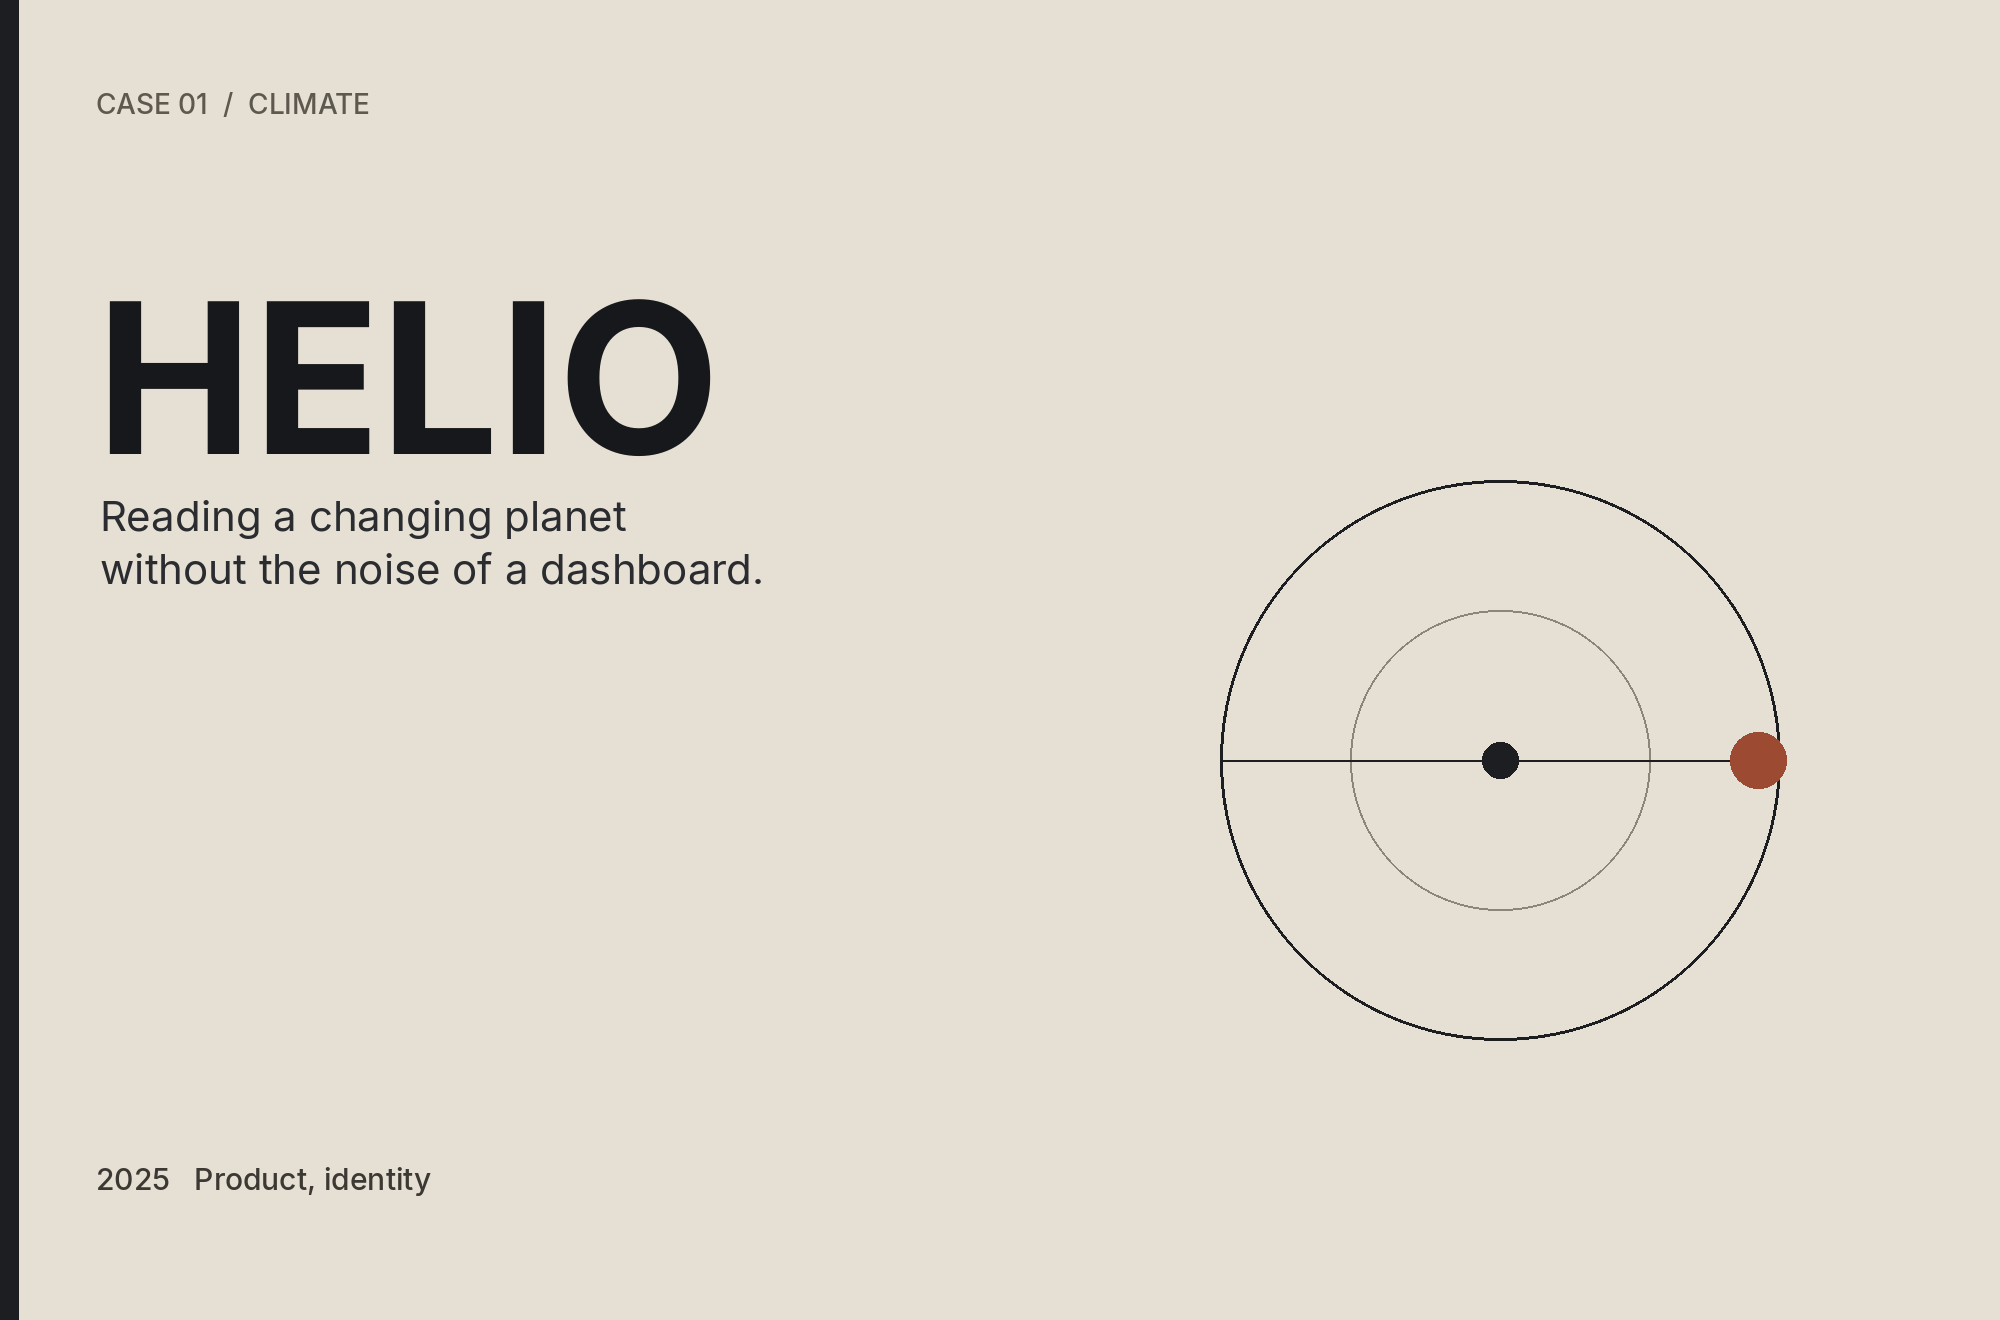 CASE 01 / CLIMATE
HELIO
Reading a changing planet
without the noise of a dashboard.
2025 Product, identity